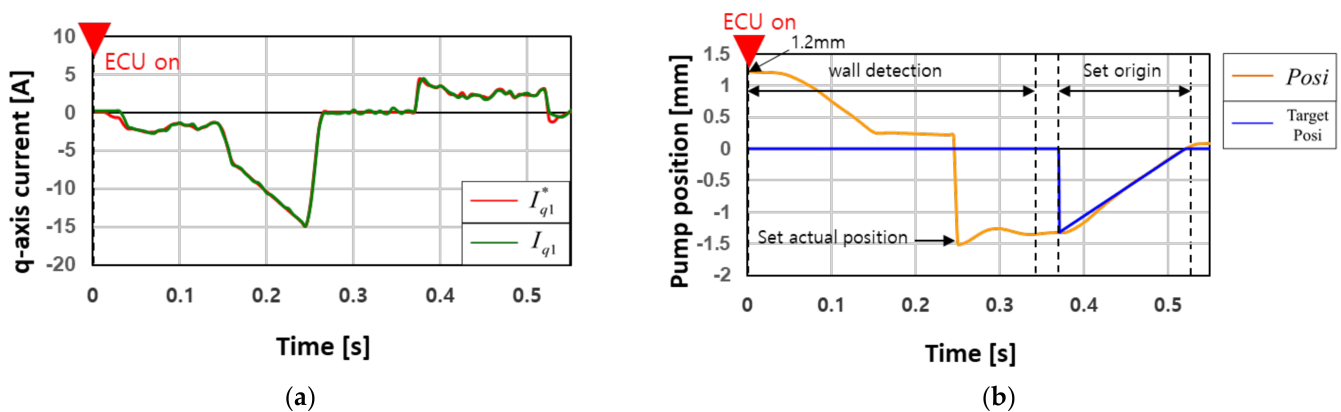 ECU on
10
5
0
-5
-10
-15
-20
q-axis current [A]
I*q1
Iq1
0 0.1 0.2 0.3 0.4 0.5
Time [s]
(a)
ECU on
1.2mm
1.5
1
0.5
0
-0.5
-1
-1.5
-2
Pump position [mm]
wall detection
Set origin
Set actual position
Posi
Target
Posi
0 0.1 0.2 0.3 0.4 0.5
Time [s]
(b)